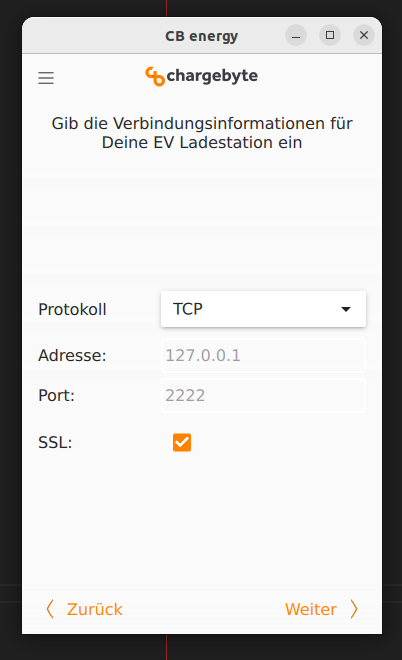 CB energy
chargebyte
Gib die Verbindungsinformationen für
Deine EV Ladestation ein
Protokoll TCP
Adresse: 127.0.0.1
Port: 2222
SSL:
Zurück Weiter